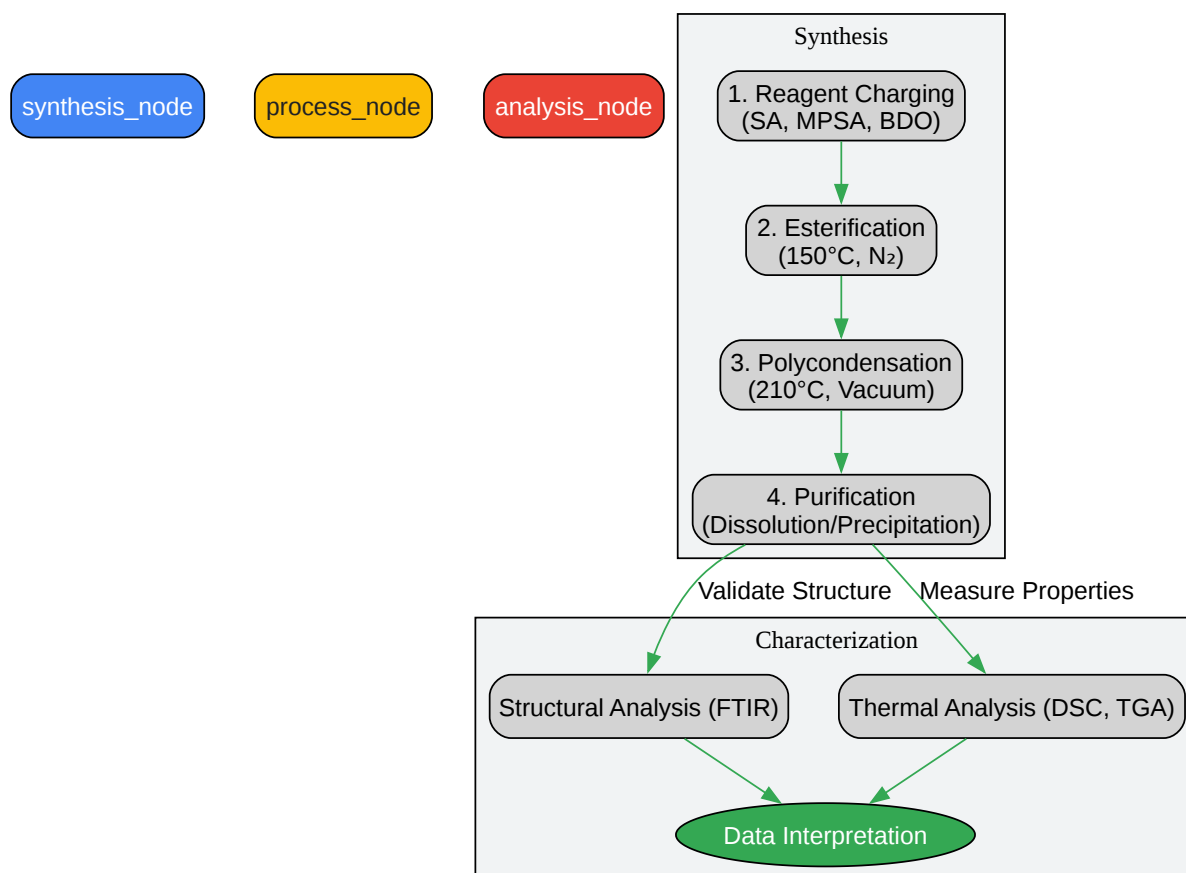 synthesis_node
process_node
analysis_node
Synthesis
1. Reagent Charging
(SA, MPSA, BDO)
2. Esterification
(150°C, N₂)
3. Polycondensation
(210°C, Vacuum)
4. Purification
(Dissolution/Precipitation)
Validate Structure
Measure Properties
Characterization
Structural Analysis (FTIR)
Thermal Analysis (DSC, TGA)
Data Interpretation